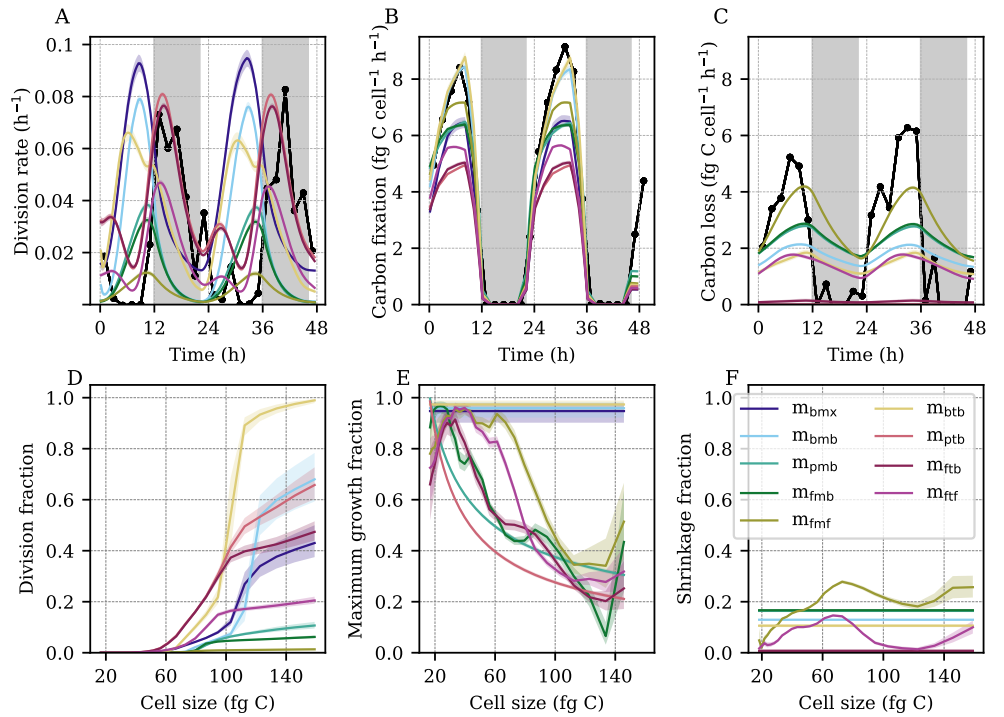 A
B
C
Division rate (h⁻¹)
0.1
0.08
0.06
0.04
0.02
0 12 24 36 48
Time (h)
Carbon fixation (fg C cell⁻¹ h⁻¹)
8
6
4
2
0
0 12 24 36 48
Time (h)
Carbon loss (fg C cell⁻¹ h⁻¹)
8
6
4
2
0
0 12 24 36 48
Time (h)
D
E
F
Division fraction
1.0
0.8
0.6
0.4
0.2
0.0
20 60 100 140
Cell size (fg C)
Maximum growth fraction
1.0
0.8
0.6
0.4
0.2
0.0
20 60 100 140
Cell size (fg C)
Shrinkage fraction
1.0
0.8
0.6
0.4
0.2
0.0
20 60 100 140
Cell size (fg C)
m_bmx
m_bmb
m_pmb
m_fmb
m_fmf
m_btb
m_ptb
m_ftb
m_ftf